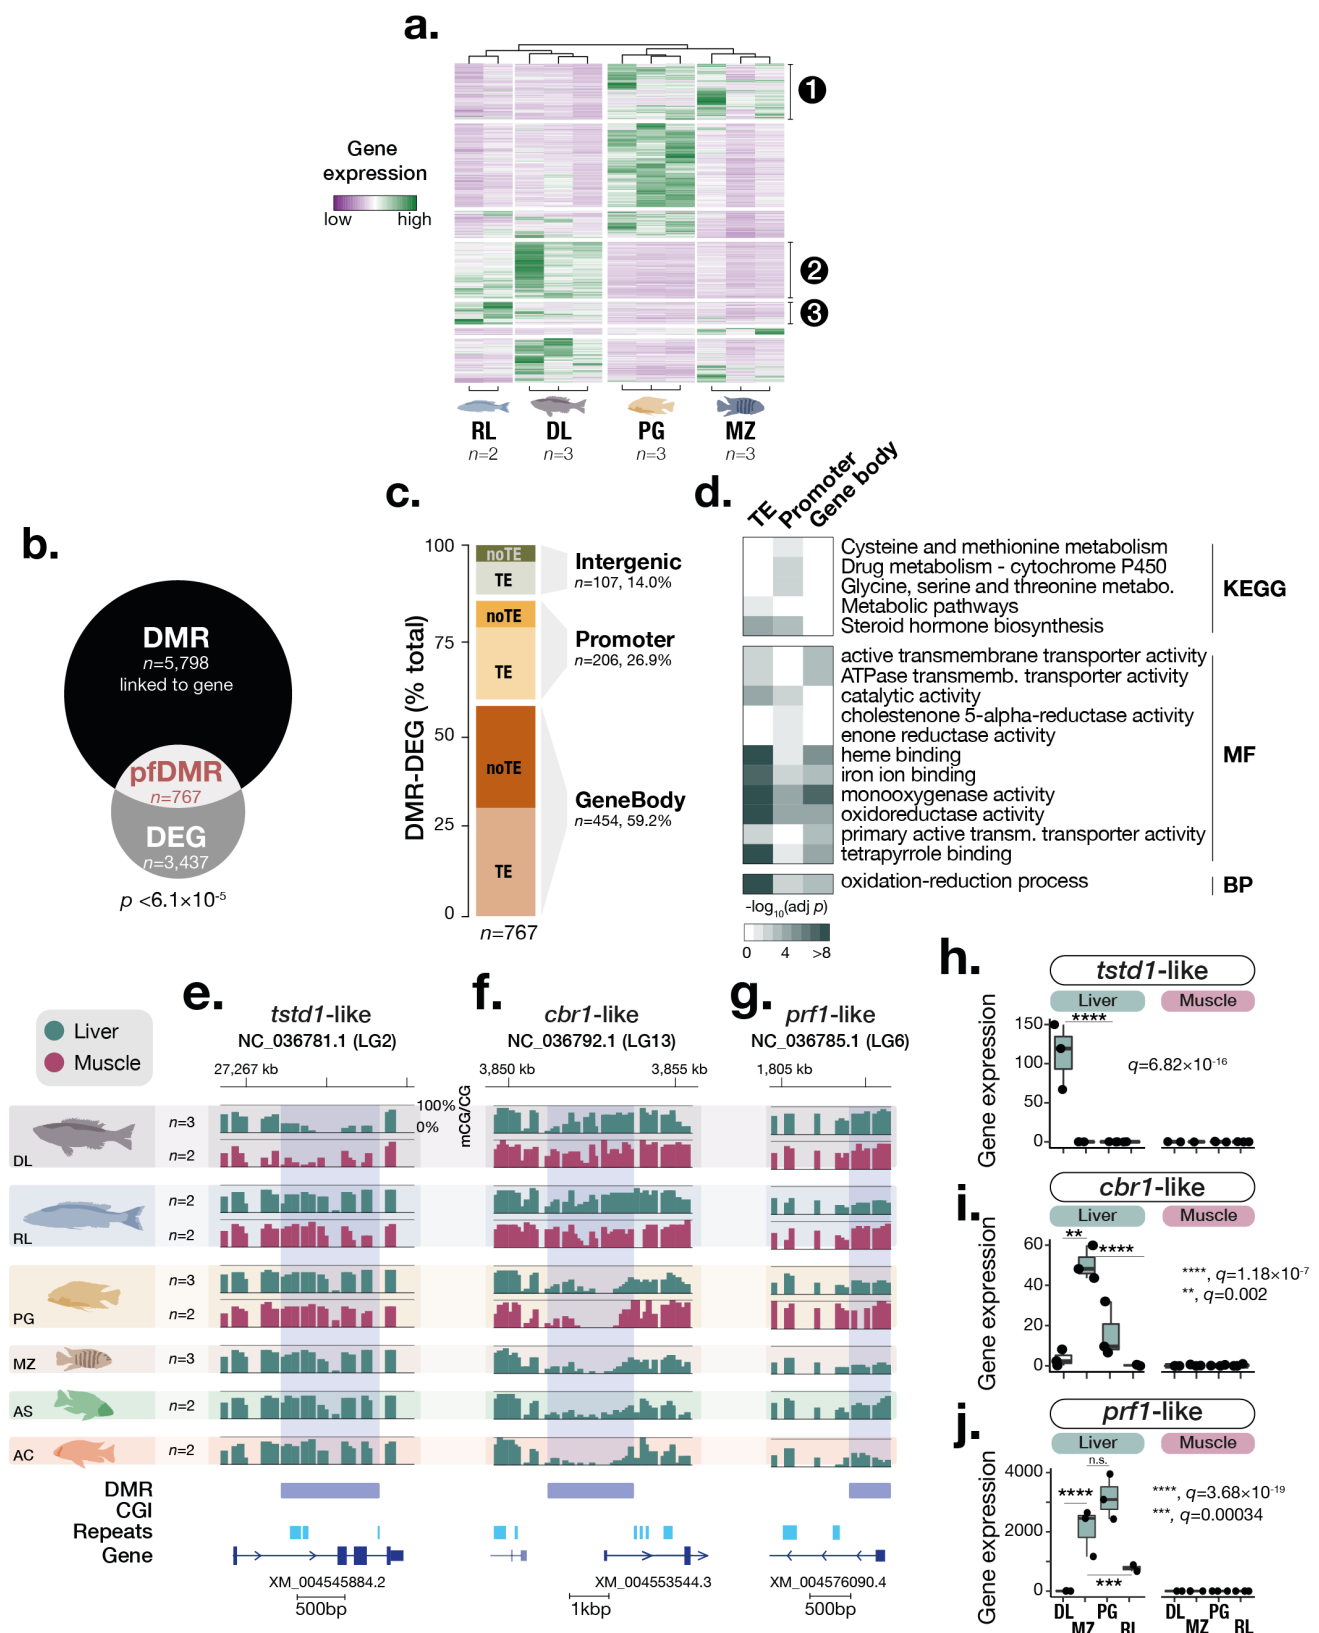 a.
Gene
expression
low high
1
2
3
RL DL PG MZ
n=2 n=3 n=3 n=3
b.
DMR
n=5,798
linked to gene
pfDMR
n=767
DEG
n=3,437
p <6.1×10-5
c.
DMR-DEG (% total)
100
75
50
25
0
noTE
TE
noTE
TE
noTE
TE
n=767
Intergenic
n=107, 14.0%
Promoter
n=206, 26.9%
GeneBody
n=454, 59.2%
d.
TE Promoter Gene body
Cysteine and methionine metabolism
Drug metabolism - cytochrome P450
Glycine, serine and threonine metabo.
Metabolic pathways
Steroid hormone biosynthesis
KEGG
active transmembrane transporter activity
ATPase transmemb. transporter activity
catalytic activity
cholestenone 5-alpha-reductase activity
enone reductase activity
heme binding
iron ion binding
monooxygenase activity
oxidoreductase activity
primary active transm. transporter activity
tetrapyrrole binding
MF
oxidation-reduction process
BP
-log10(adj p)
0 4 >8
Liver
Muscle
e.
tstd1-like
NC_036781.1 (LG2)
27,267 kb
100%
0%
mCG/CG
f.
cbr1-like
NC_036792.1 (LG13)
3,850 kb 3,855 kb
g.
prf1-like
NC_036785.1 (LG6)
1,805 kb
DL
n=3
n=2
RL
n=2
n=2
PG
n=3
n=2
MZ
n=3
AS
n=2
AC
n=2
DMR
CGI
Repeats
Gene
XM_004545884.2
500bp
XM_004553544.3
1kbp
XM_004576090.4
500bp
h.
tstd1-like
Liver Muscle
Gene expression
150
100
50
0
****
q=6.82×10-16
i.
cbr1-like
Liver Muscle
Gene expression
60
40
20
0
**
****
****, q=1.18×10-7
**, q=0.002
j.
prf1-like
Liver Muscle
Gene expression
4000
2000
0
n.s.
****
***
****, q=3.68×10-19
***, q=0.00034
DL MZ PG RL
DL MZ PG RL